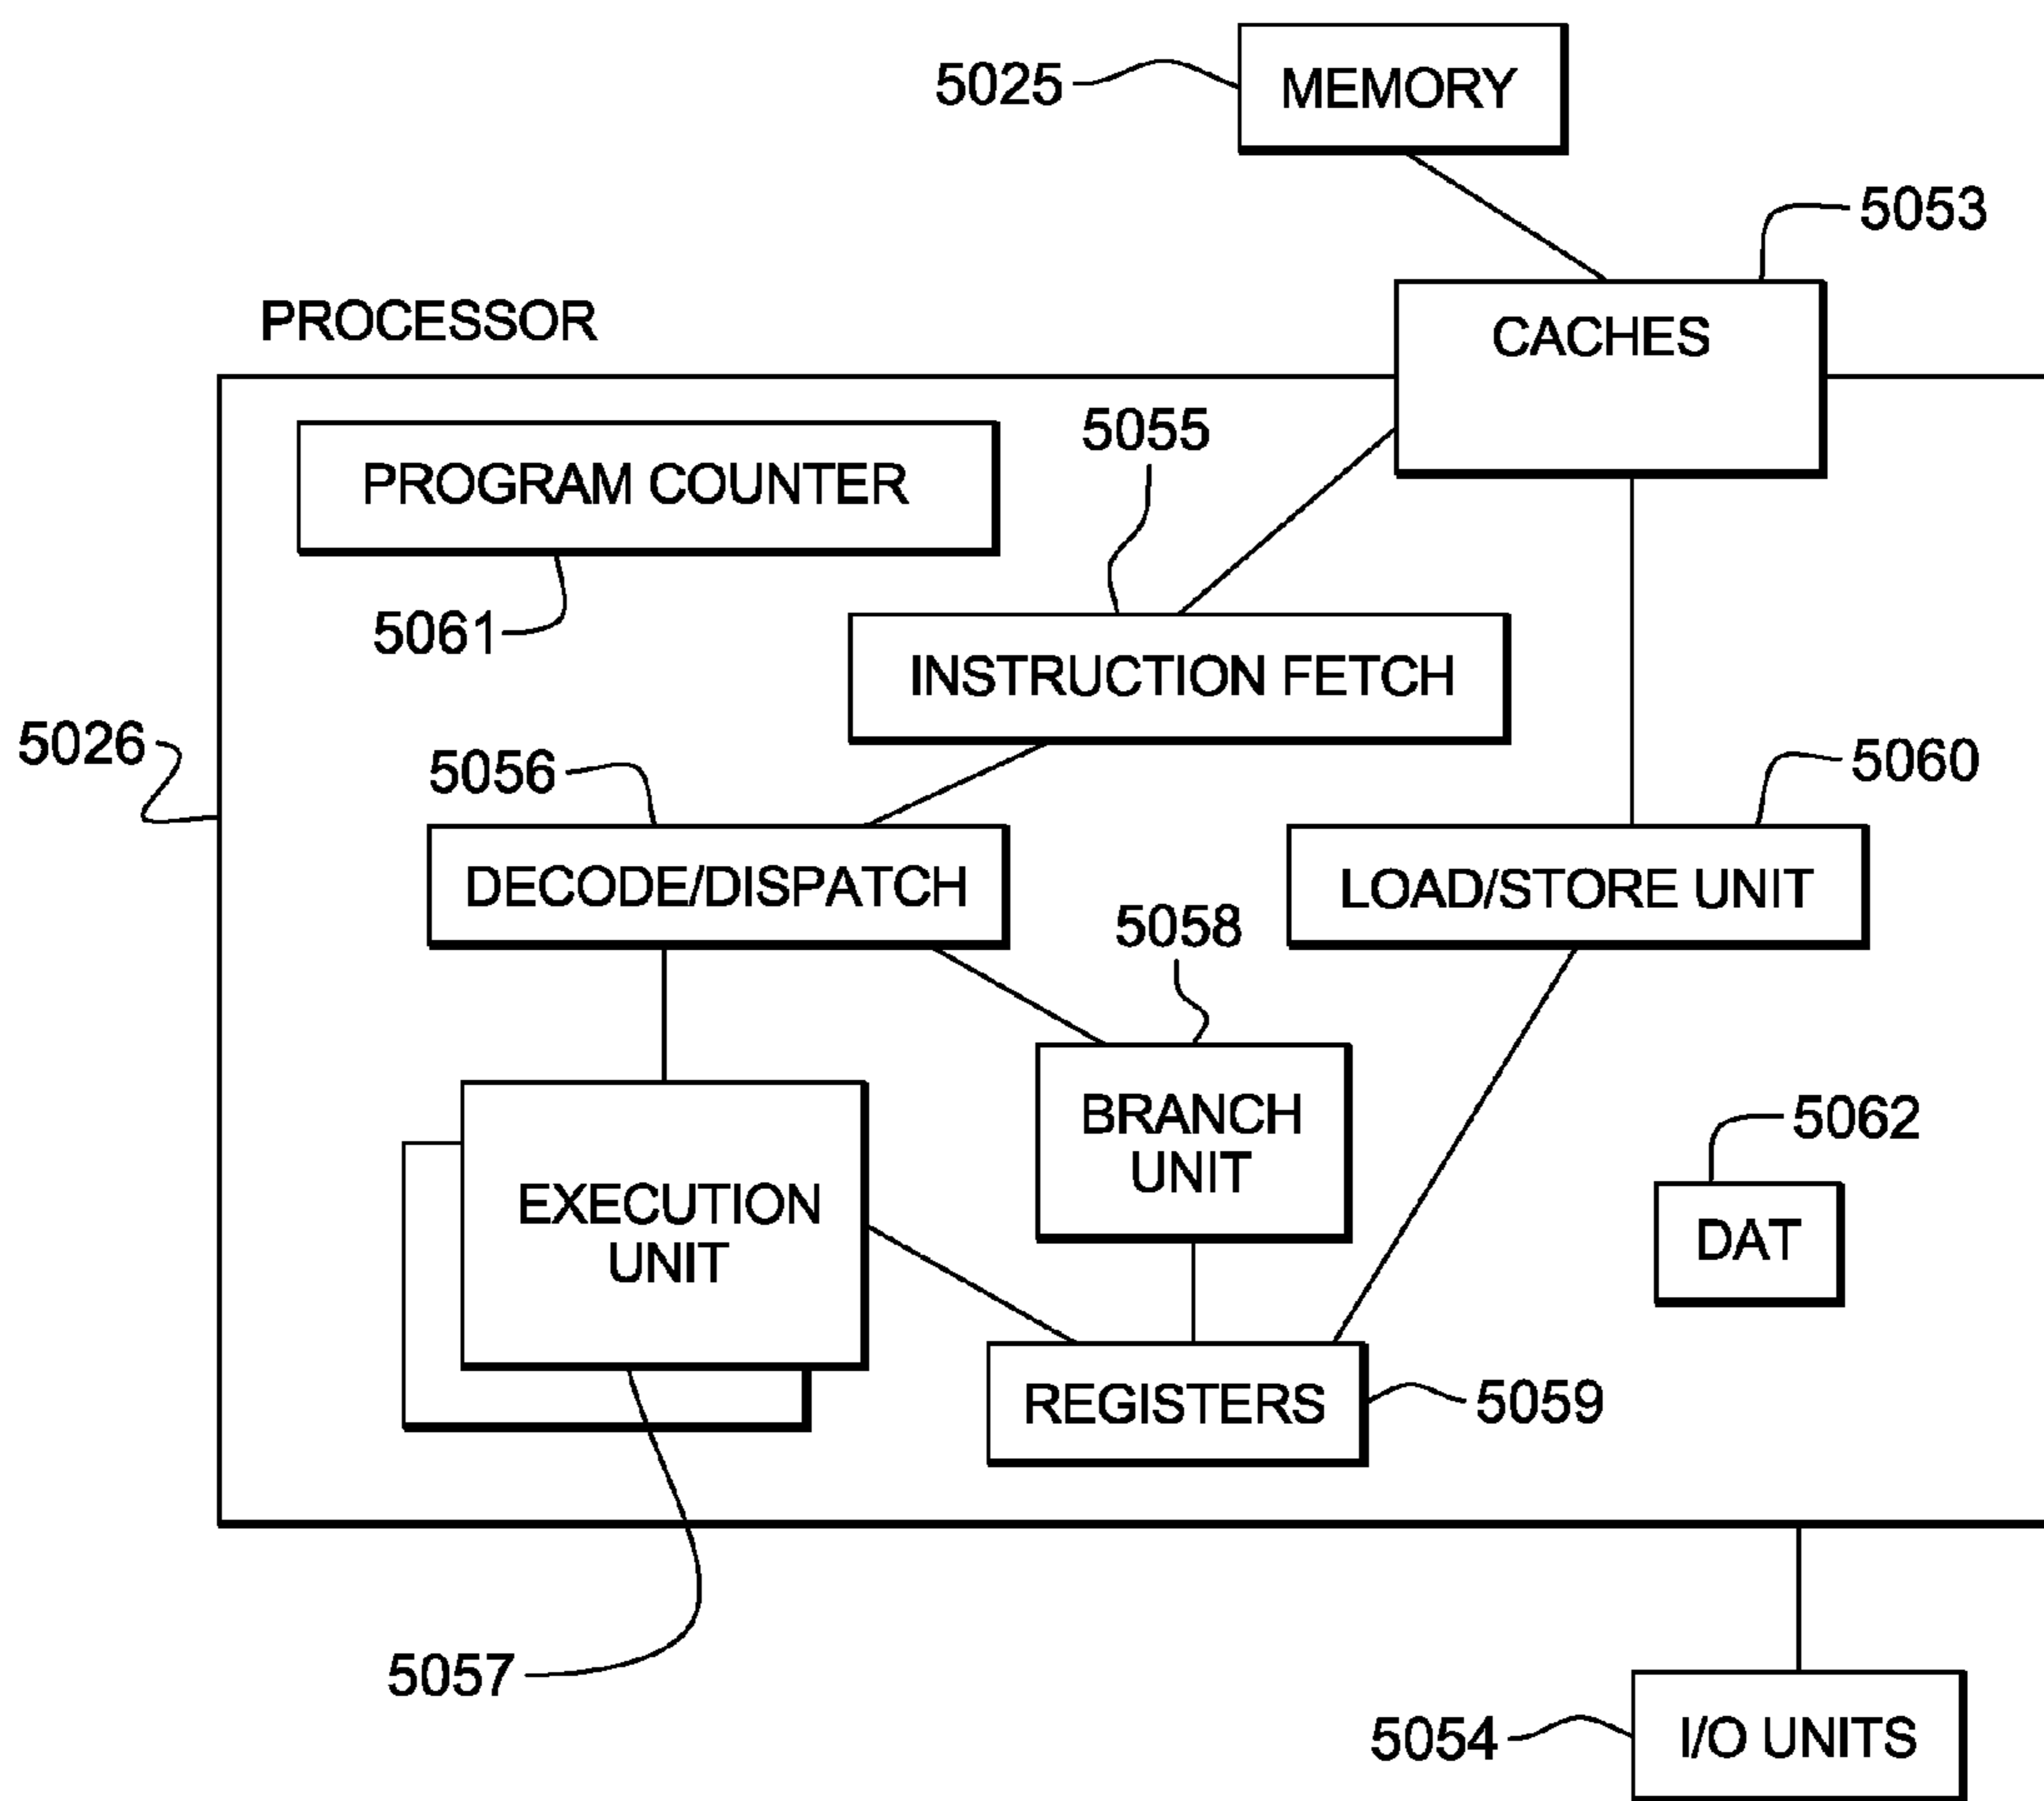 MEMORY
5025
5053
CACHES
PROCESSOR
5055
PROGRAM COUNTER
5061
INSTRUCTION FETCH
5026
5056
5060
DECODE/DISPATCH
LOAD/STORE UNIT
5058
BRANCH
UNIT
5062
EXECUTION
UNIT
DAT
REGISTERS
5059
5057
5054
I/O UNITS